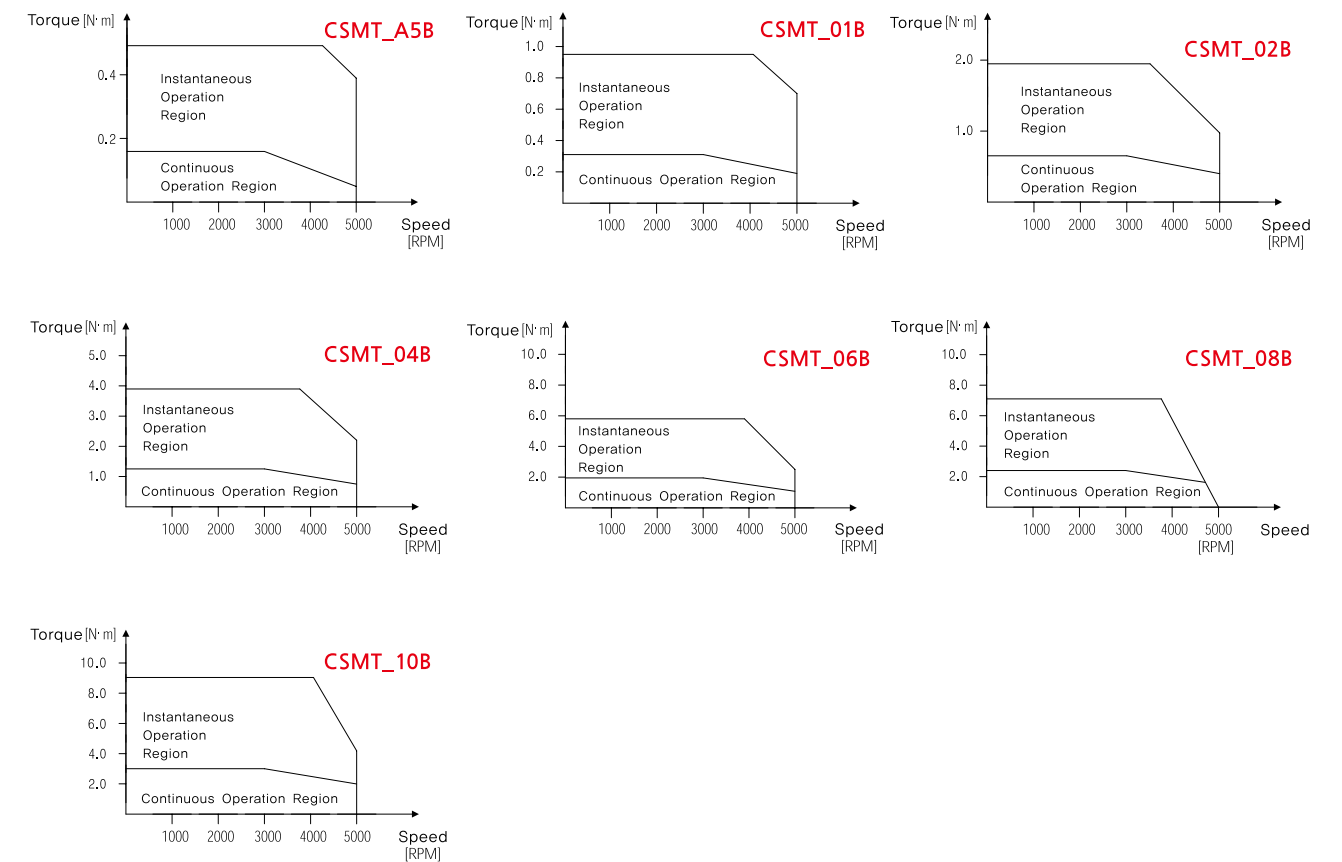 Torque[N·m]
CSMT_A5B
0.4
Instantaneous
Operation
Region
0.2
Continuous
Operation Region
1000 2000 3000 4000 5000 Speed
[RPM]
Torque[N·m]
CSMT_01B
1.0
0.8
Instantaneous
0.6
Operation
Region
0.4
0.2
Continuous Operation Region
1000 2000 3000 4000 5000 Speed
[RPM]
Torque[N·m]
CSMT_02B
2.0
Instantaneous
Operation
1.0
Region
Continuous
Operation Region
1000 2000 3000 4000 5000 Speed
[RPM]
Torque[N·m]
5.0
CSMT_04B
4.0
Instantaneous
3.0
Operation
2.0
Region
1.0
Continuous Operation Region
1000 2000 3000 4000 5000 Speed
[RPM]
Torque[N·m]
10.0
CSMT_06B
8.0
6.0
Instantaneous
4.0
Operation
Region
2.0
Continuous Operation Region
1000 2000 3000 4000 5000 Speed
[RPM]
Torque[N·m]
10.0
CSMT_08B
8.0
6.0
Instantaneous
Operation
4.0
Region
2.0
Continuous Operation Region
1000 2000 3000 4000 5000 Speed
[RPM]
Torque[N·m]
10.0
CSMT_10B
8.0
Instantaneous
6.0
Operation
4.0
Region
2.0
Continuous Operation Region
1000 2000 3000 4000 5000 Speed
[RPM]